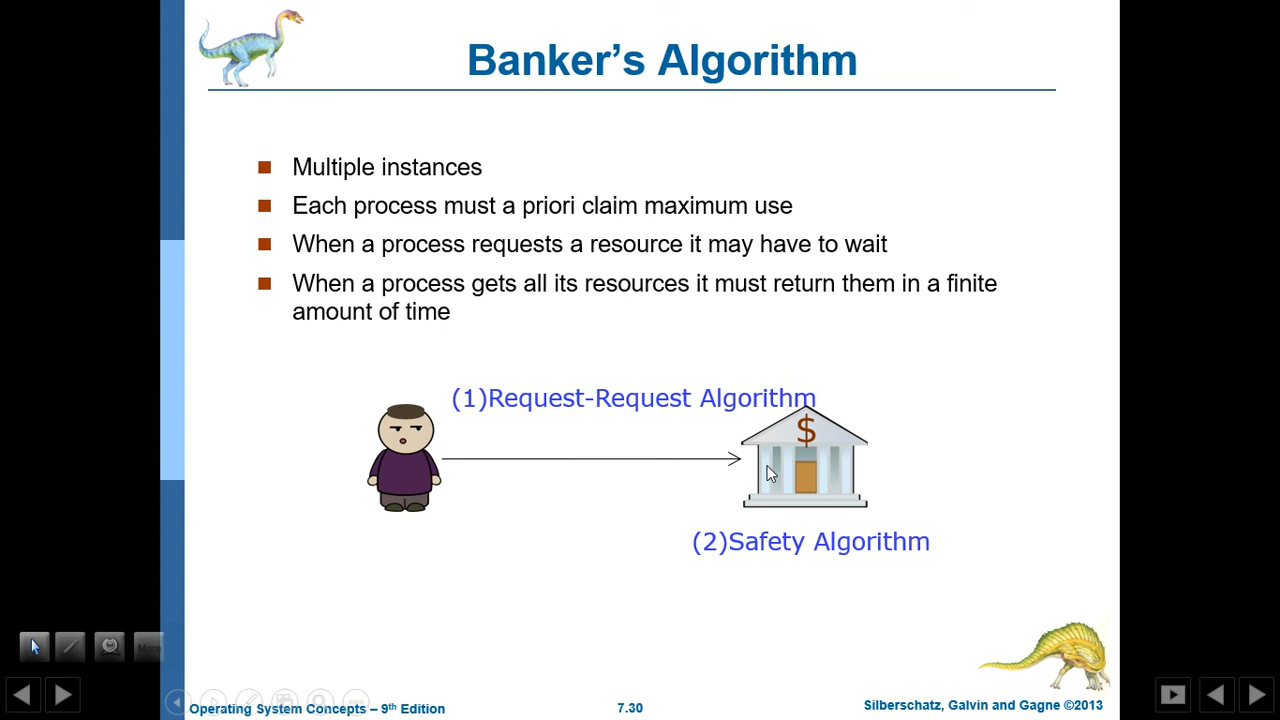 Banker's Algorithm
Multiple instances
Each process must a priori claim maximum use
When a process requests a resource it may have to wait
When a process gets all its resources it must return them in a finite
amount of time
(1)Request-Request Algorithm
$
(2)Safety Algorithm
More
Operating System Concepts – 9th Edition
7.30
Silberschatz, Galvin and Gagne ©2013